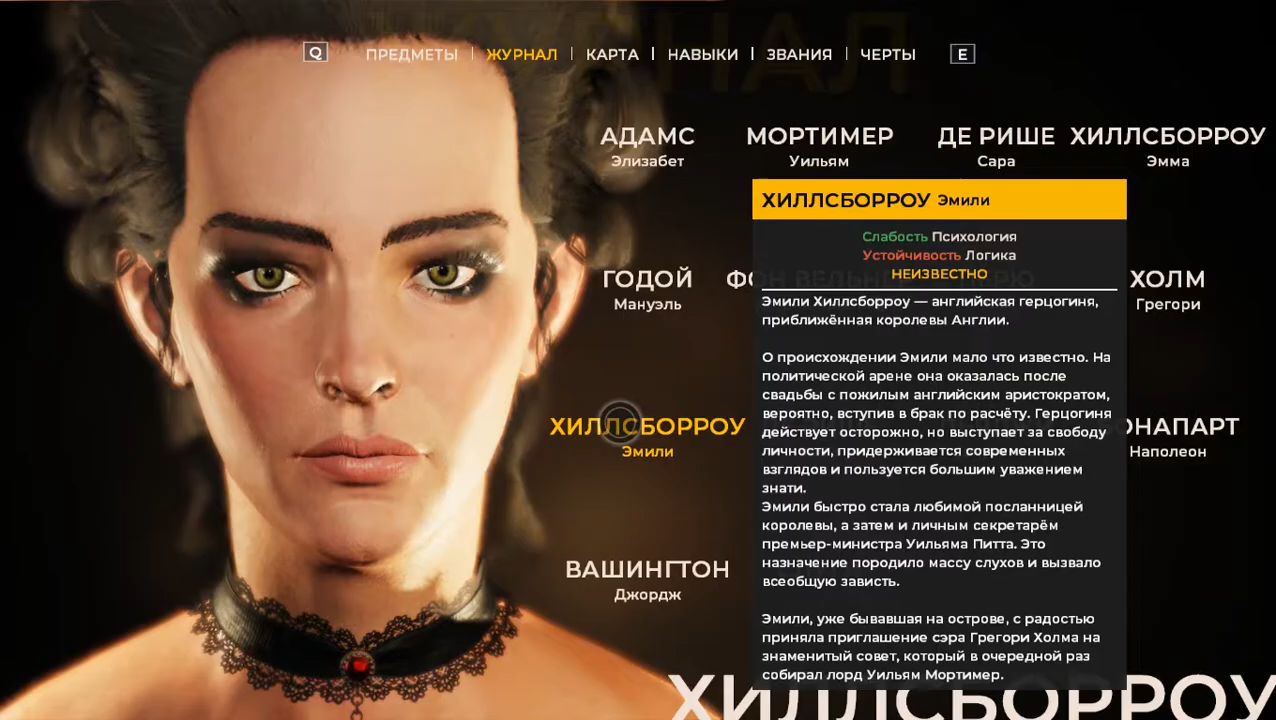 Q ПРЕДМЕТЫ ЖУРНАЛ КАРТА НАВЫКИ ЗВАНИЯ ЧЕРТЫ E
АДАМС МОРТИМЕР ДЕ РИШЕ ХИЛЛСБОРРОУ
Элизабет Уильям Сара Эмма
ХИЛЛСБОРРОУ Эмили
Слабость Психология
Устойчивость Логика
НЕИЗВЕСТНО
Эмили Хиллсборроу — английская герцогиня,
приближённая королевы Англии.
О происхождении Эмили мало что известно. На
политической арене она оказалась после
свадьбы с пожилым английским аристократом,
вероятно, вступив в брак по расчёту. Герцогиня
действует осторожно, но выступает за свободу
личности, придерживается современных
взглядов и пользуется большим уважением
знати.
Эмили быстро стала любимой посланницей
королевы, а затем и личным секретарём
премьер-министра Уильяма Питта. Это
назначение породило массу слухов и вызвало
всеобщую зависть.
Эмили, уже бывавшая на острове, с радостью
приняла приглашение сэра Грегори Холма на
знаменитый совет, который в очередной раз
собирал лорд Уильям Мортимер.
ГОДОЙ ФОН ВЕЛЬНЕР ХОЛМ
Мануэль Грегори
ХИЛЛСБОРРОУ ОНАПАРТ
Эмили Наполеон
ВАШИНГТОН
Джордж
ХИЛЛСБОРРОУ